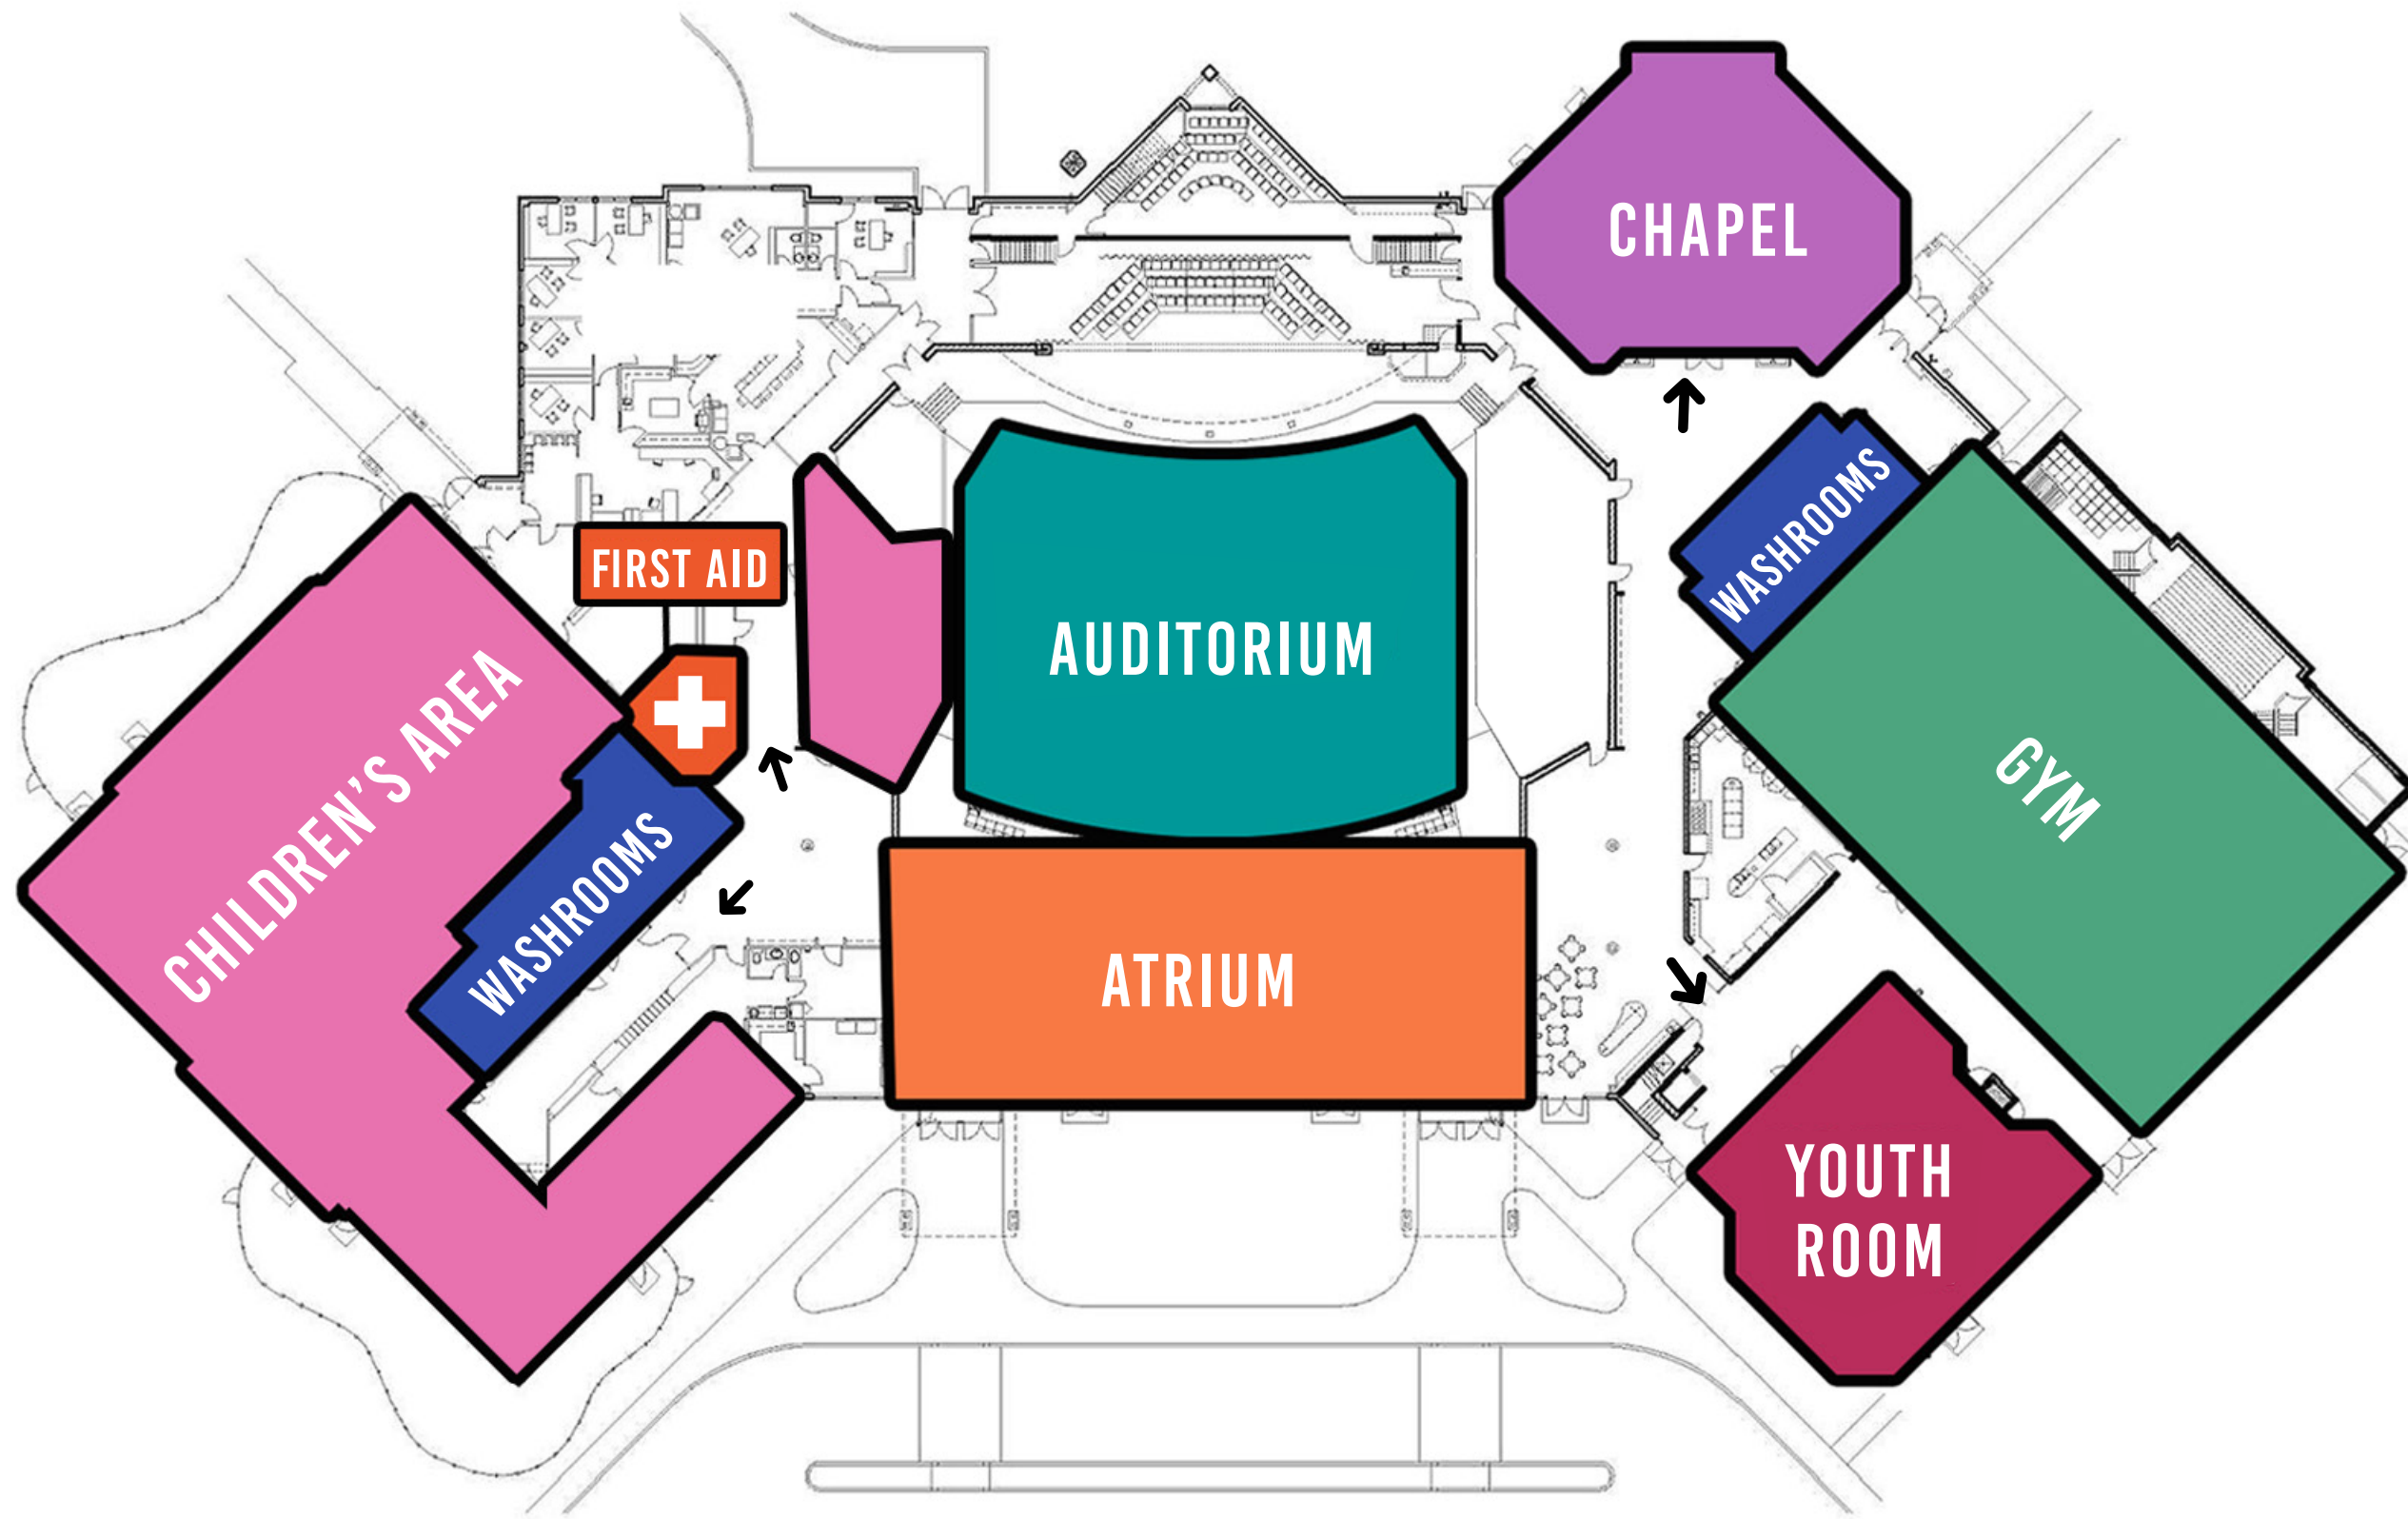 CHAPEL
WASHROOMS
FIRST AID
AUDITORIUM
CHILDREN'S AREA
GYM
WASHROOMS
ATRIUM
YOUTH
ROOM